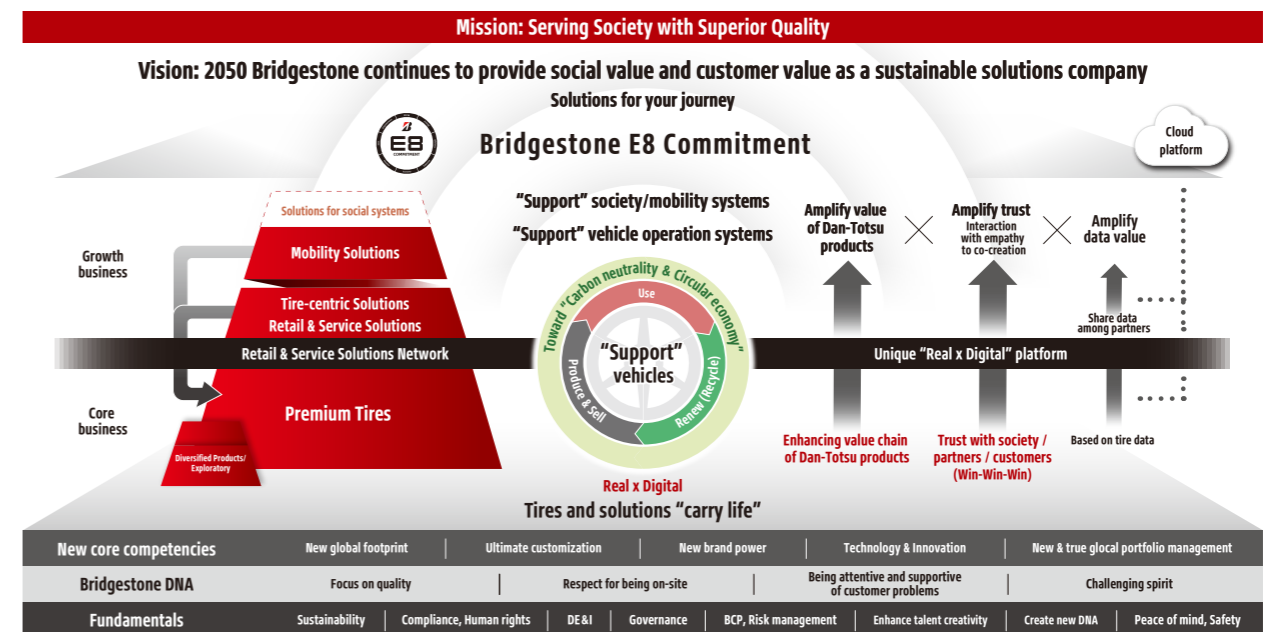 Mission: Serving Society with Superior Quality
Vision: 2050 Bridgestone continues to provide social value and customer value as a sustainable solutions company
Solutions for your journey
E8
COMMITMENT
Bridgestone E8 Commitment
Cloud
platform
Solutions for social systems
Mobility Solutions
Growth
business
Tire-centric Solutions
Retail & Service Solutions
Retail & Service Solutions Network
Core
business
Premium Tires
Diversified Products/
Exploratory
“Support” society/mobility systems
“Support” vehicle operation systems
Toward “Carbon neutrality & Circular economy”
Use
Produce & Sell
Renew (Recycle)
“Support”
vehicles
Real x Digital
Tires and solutions “carry life”
Amplify value
of Dan-Totsu
products
Amplify trust
Interaction
with empathy
to co-creation
Amplify
data value
Share data
among partners
Unique “Real x Digital” platform
Enhancing value chain
of Dan-Totsu products
Trust with society /
partners / customers
(Win-Win-Win)
Based on tire data
New core competencies
New global footprint
Ultimate customization
New brand power
Technology & Innovation
New & true glocal portfolio management
Bridgestone DNA
Focus on quality
Respect for being on-site
Being attentive and supportive
of customer problems
Challenging spirit
Fundamentals
Sustainability
Compliance, Human rights
DE&I
Governance
BCP, Risk management
Enhance talent creativity
Create new DNA
Peace of mind, Safety